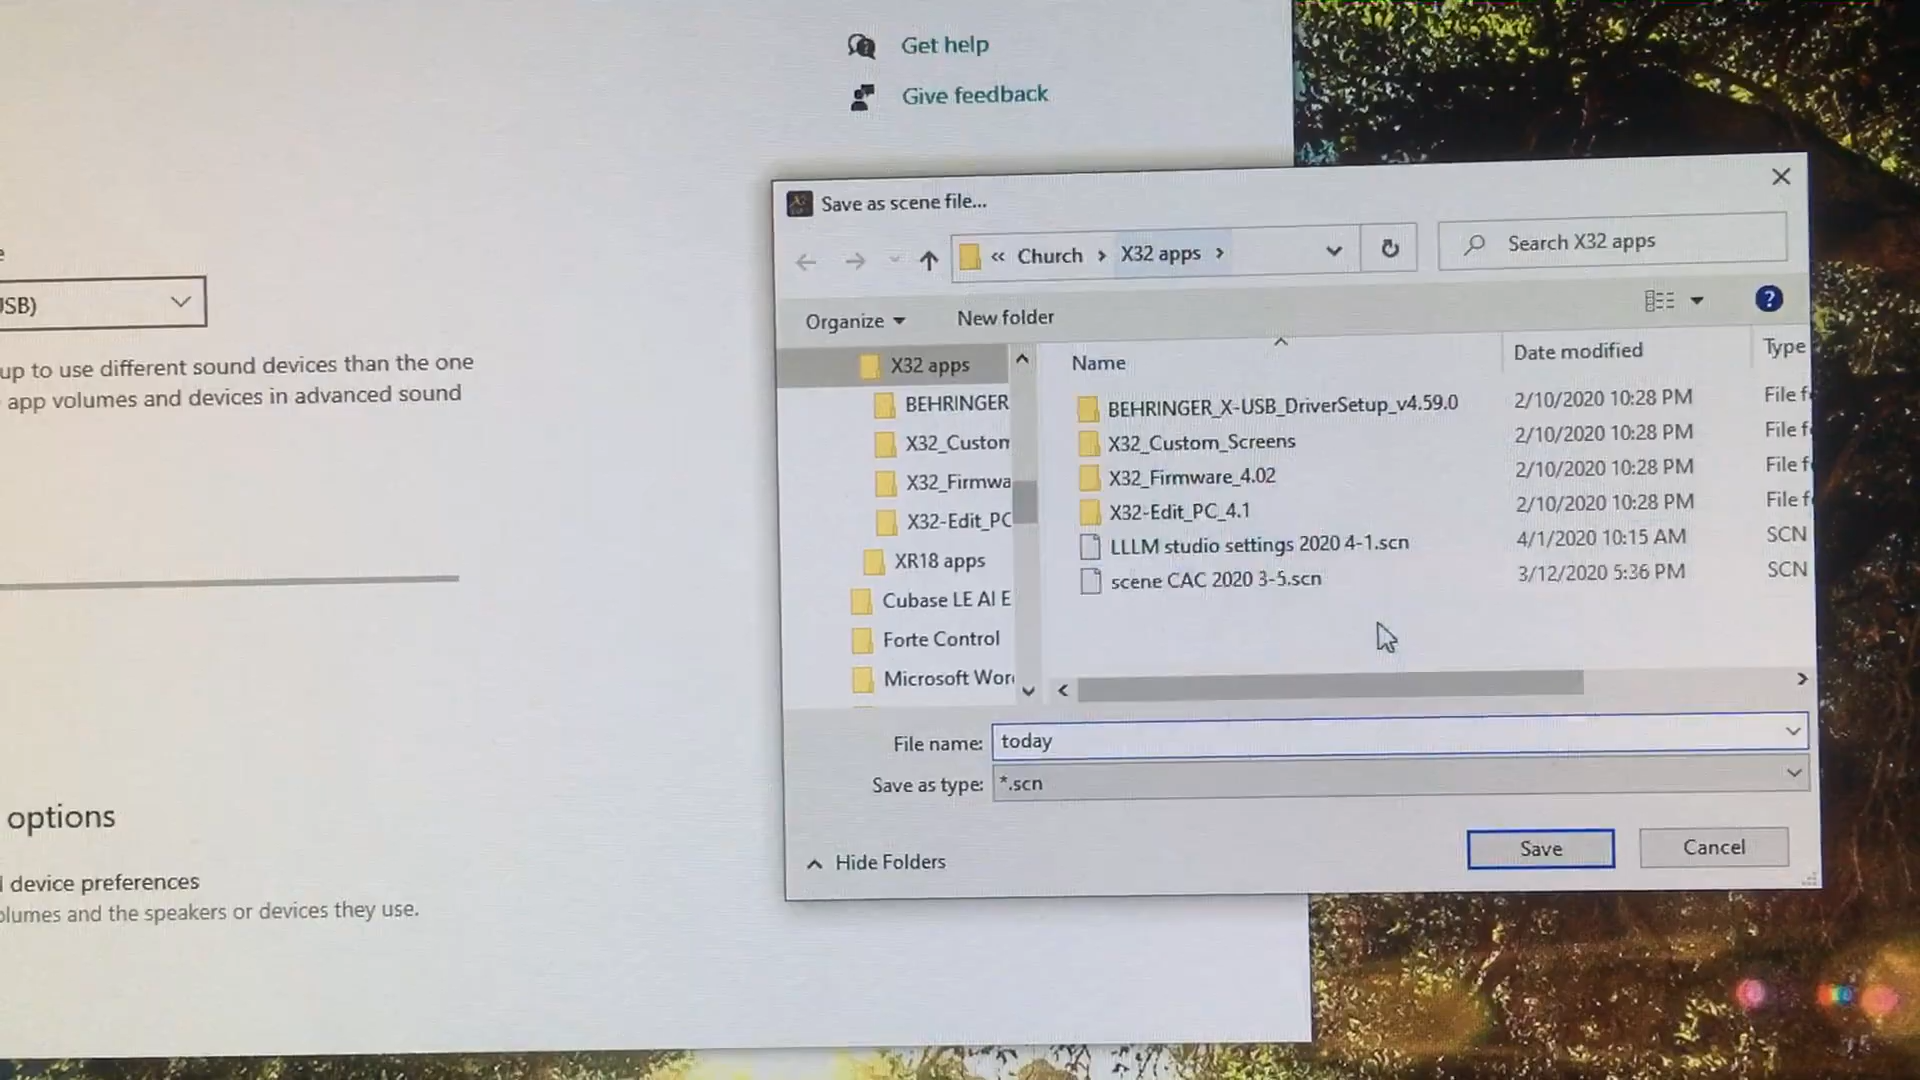 Get help
Give feedback
Save as scene file...
« Church > X32 apps >
Search X32 apps
Organize
New folder
X32 apps
BEHRINGER
X32_Custom
X32_Firmwa
X32-Edit_PC
XR18 apps
Cubase LE AI E
Forte Control
Microsoft Wor
Name Date modified Type
BEHRINGER_X-USB_DriverSetup_v4.59.0 2/10/2020 10:28 PM File f
X32_Custom_Screens 2/10/2020 10:28 PM File f
X32_Firmware_4.02 2/10/2020 10:28 PM File f
X32-Edit_PC_4.1 2/10/2020 10:28 PM File f
LLLM studio settings 2020 4-1.scn 4/1/2020 10:15 AM SCN
scene CAC 2020 3-5.scn 3/12/2020 5:36 PM SCN
File name: today
Save as type: *.scn
Hide Folders
Save
Cancel
e
USB)
up to use different sound devices than the one
app volumes and devices in advanced sound
options
device preferences
olumes and the speakers or devices they use.